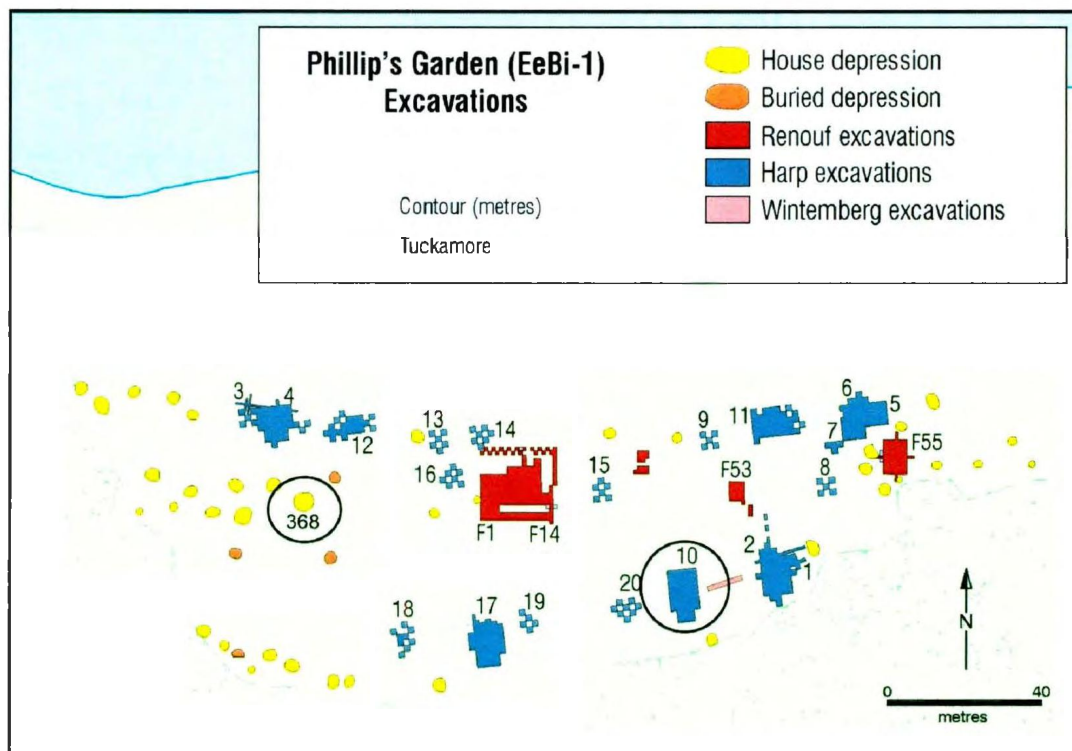 Phillip's Garden (EeBi-1)
Excavations
Contour (metres)
Tuckamore
House depression
Buried depression
Renouf excavations
Harp excavations
Wintemberg excavations
3
4
12
13
14
16
F1
F14
368
18
17
19
9
11
6
5
7
F55
8
15
F53
2
1
10
20
N
0
40
metres